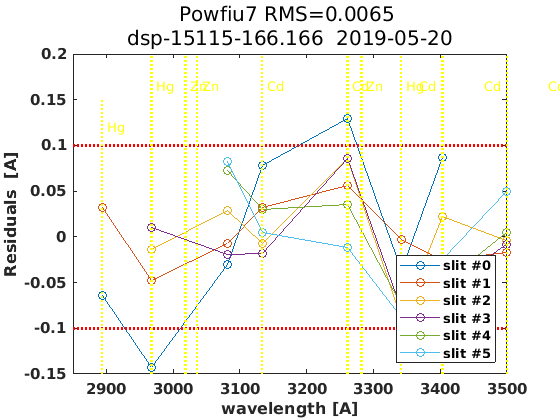 Powfiu7 RMS=0.0065
dsp-15115-166.166 2019-05-20
0.2
0.15
0.1
0.05
0
-0.05
-0.1
-0.15
Residuals [A]
Hg
Hg
Zn
Zn
Cd
Cd
Zn
Hg
Cd
Cd
slit #0
slit #1
slit #2
slit #3
slit #4
slit #5
2900 3000 3100 3200 3300 3400 3500
wavelength [A]